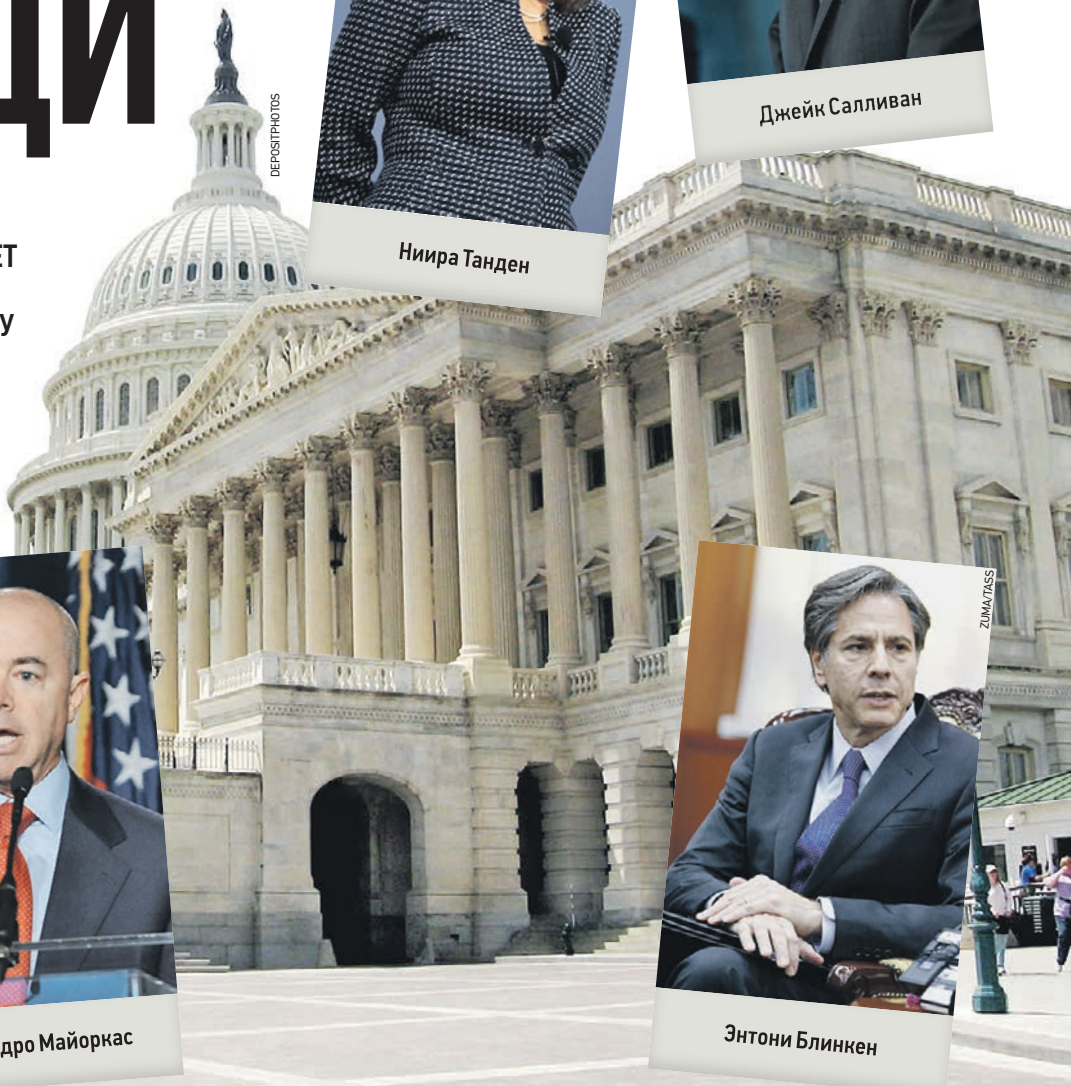 ДИ
DEPOSITPHOTOS
Джейк Салливан
Ниира Танден
ЕТ
у
ZUMA/TASS
дро Майоркас
Энтони Блинкен